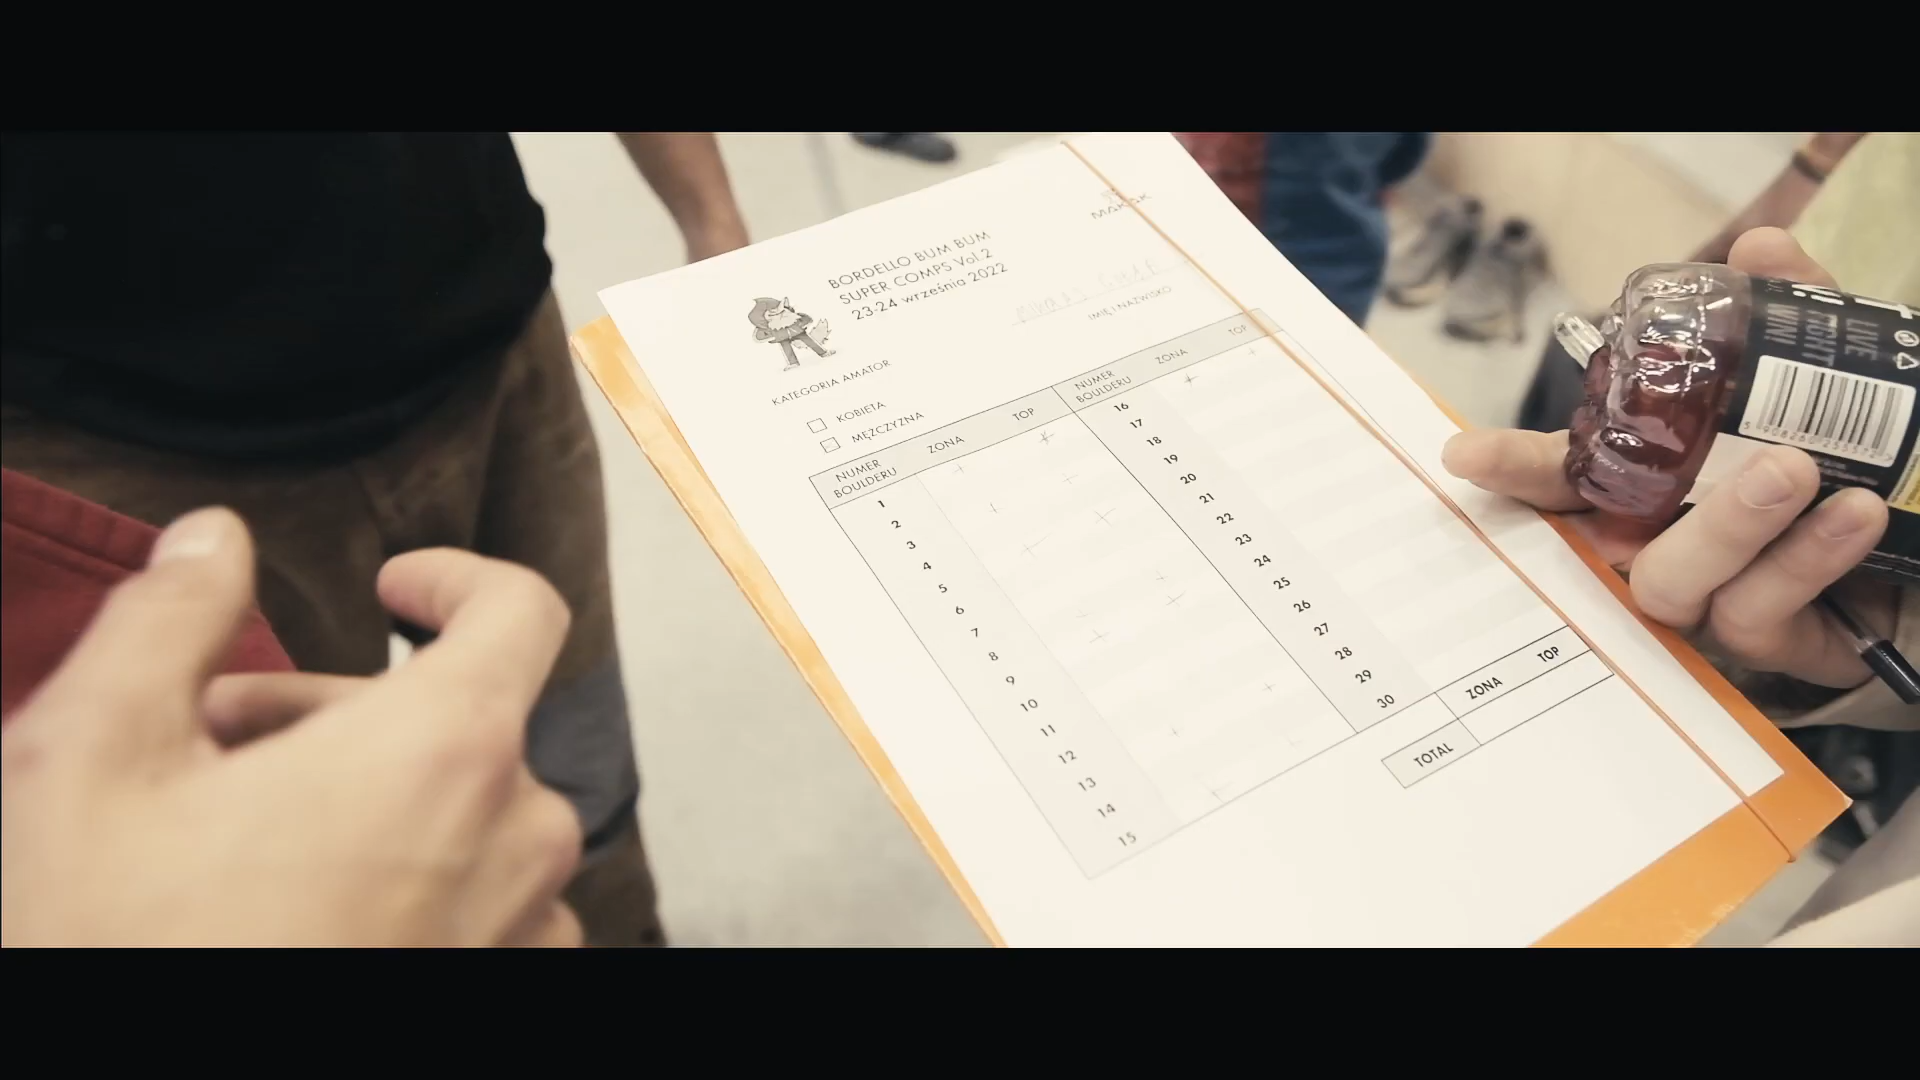 MAK
BORDELLO BUM BUM
SUPER COMPS Vol.2
23-24 września 2022
IMIĘ I NAZWISKO
KATEGORIA AMATOR
KOBIETA
MĘŻCZYZNA
NUMER BOULDERU ZONA TOP
1
2
3
4
5
6
7
8
9
10
11
12
13
14
15
NUMER BOULDERU ZONA TOP
16
17
18
19
20
21
22
23
24
25
26
27
28
29
30
ZONA TOP
TOTAL
LIVE
FIGHT
WIN!